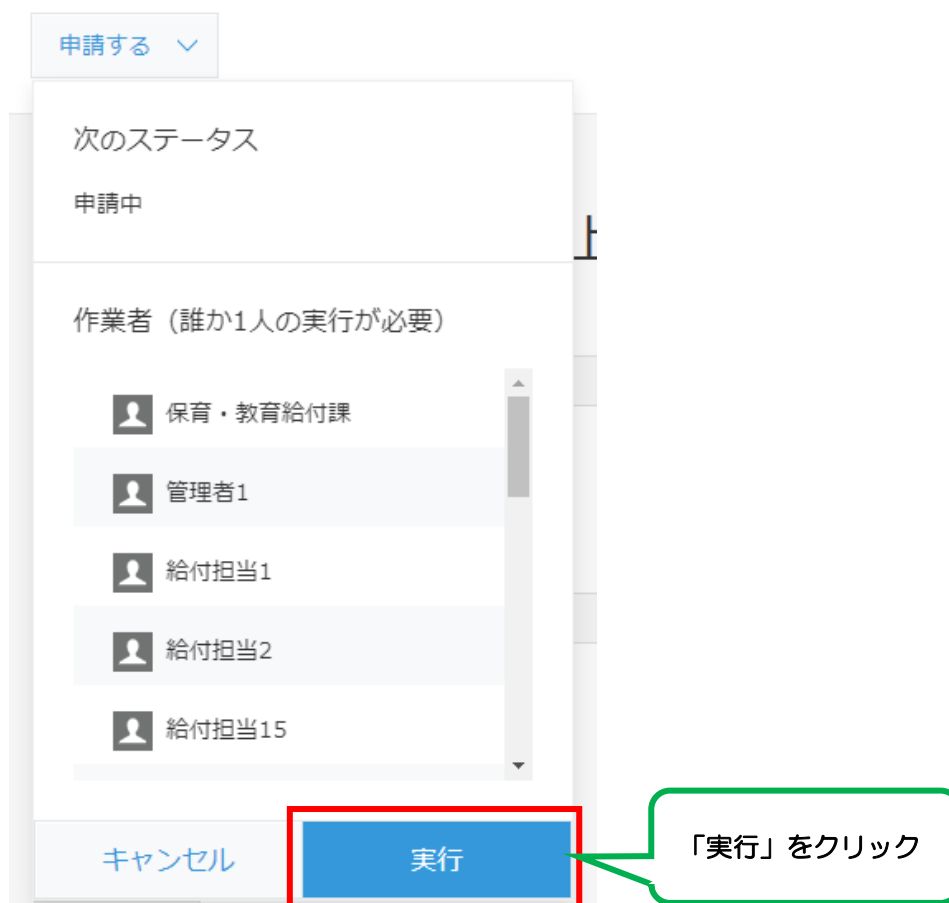 申請する
次のステータス
申請中
上
作業者（誰か1人の実行が必要）
保育・教育給付課
管理者1
給付担当1
給付担当2
給付担当15
キャンセル
実行
「実行」をクリック